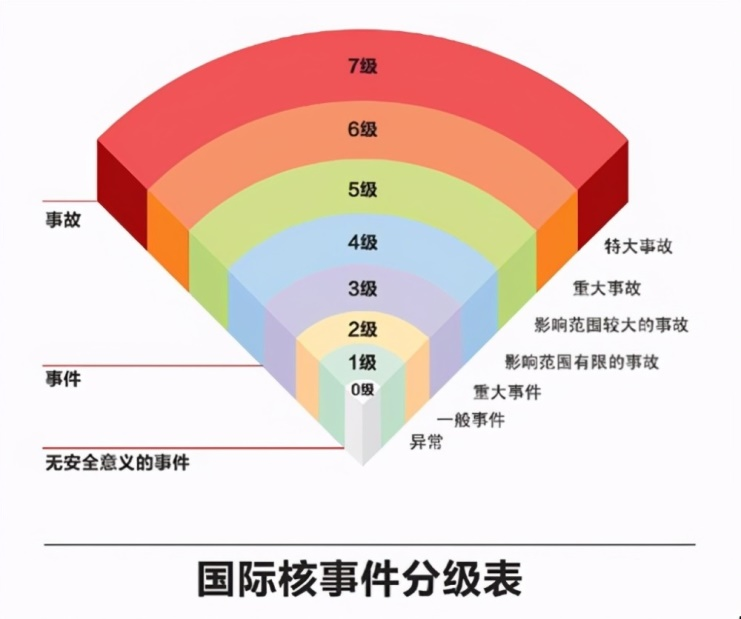 7级
6级
5级
4级
3级
2级
1级
0级
事故
事件
无安全意义的事件
特大事故
重大事故
影响范围较大的事故
影响范围有限的事故
重大事件
一般事件
异常
国际核事件分级表